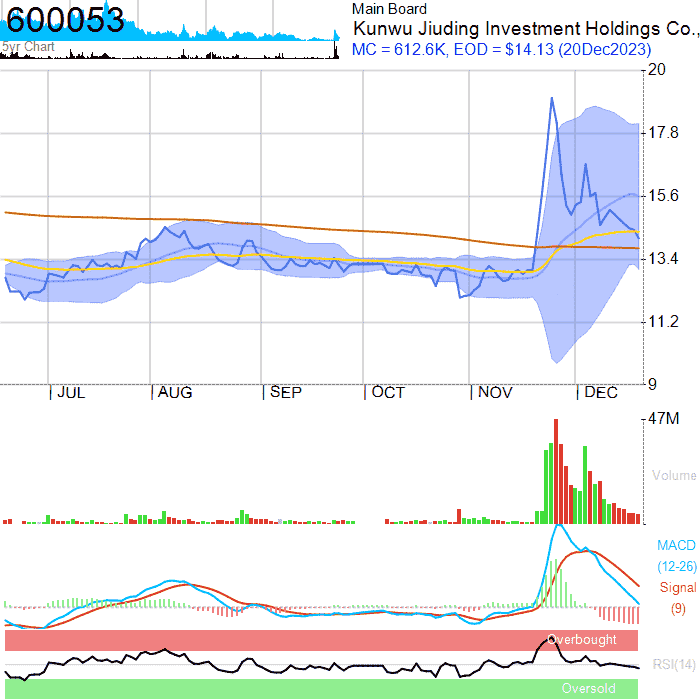 600053
5yr Chart
Main Board
Kunwu Jiuding Investment Holdings Co.,
MC = 612.6K, EOD = $14.13 (20Dec2023)
20
17.8
15.6
13.4
11.2
9
JUL
AUG
SEP
OCT
NOV
DEC
47M
Volume
MACD
(12-26)
Signal
(9)
Overbought
RSI(14)
Oversold